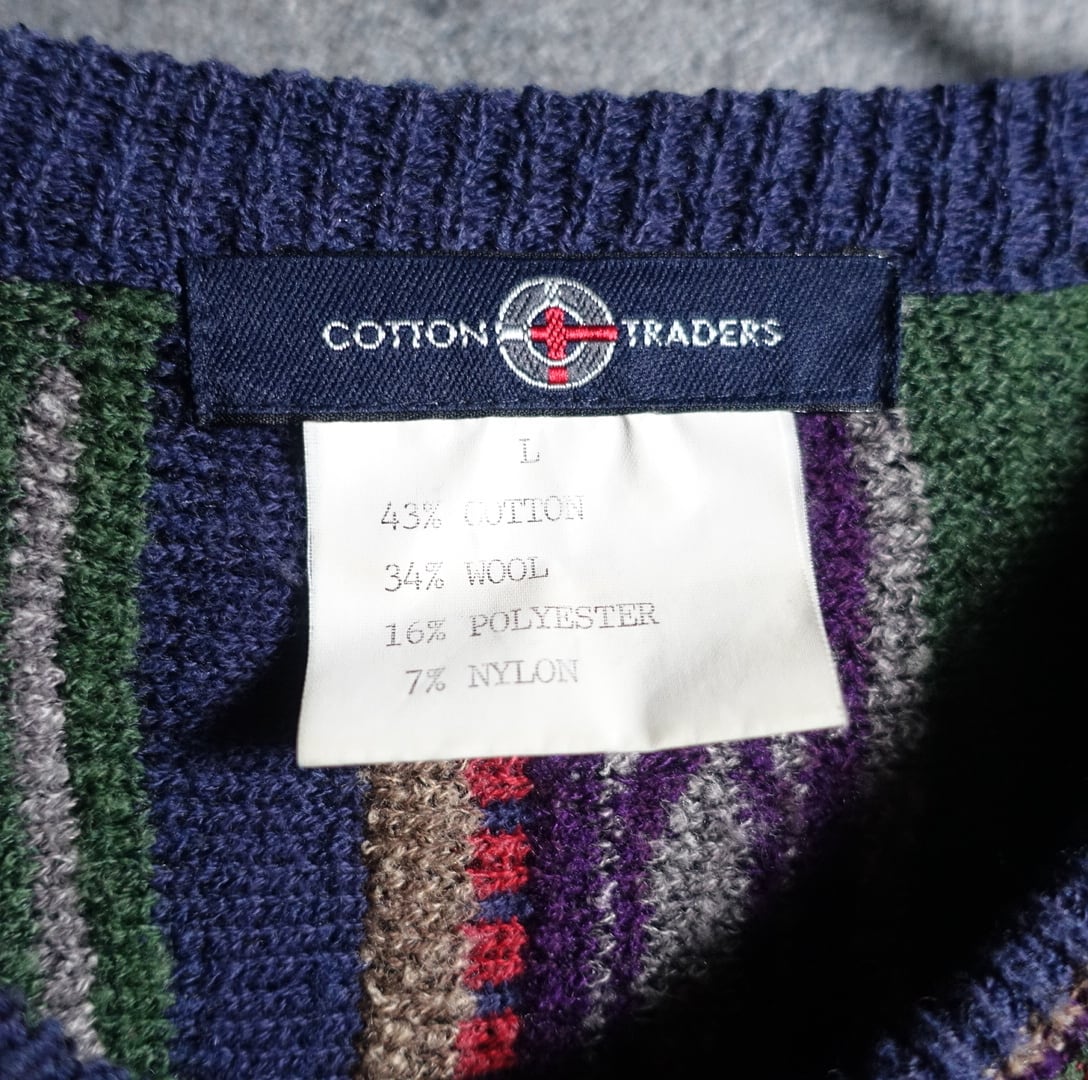 COTTON TRADERS
L
43% COTTON
34% WOOL
16% POLYESTER
7% NYLON